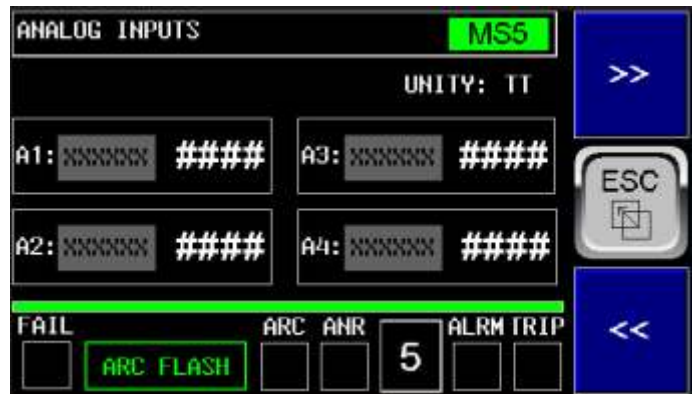 ANALOG INPUTS MS5
>>
UNITY: TT
A1: XXXXXX #### A3: XXXXXX ####
ESC
A2: XXXXXX #### A4: XXXXXX ####
FAIL ARC ANR ALRM TRIP
<<
ARC FLASH 5